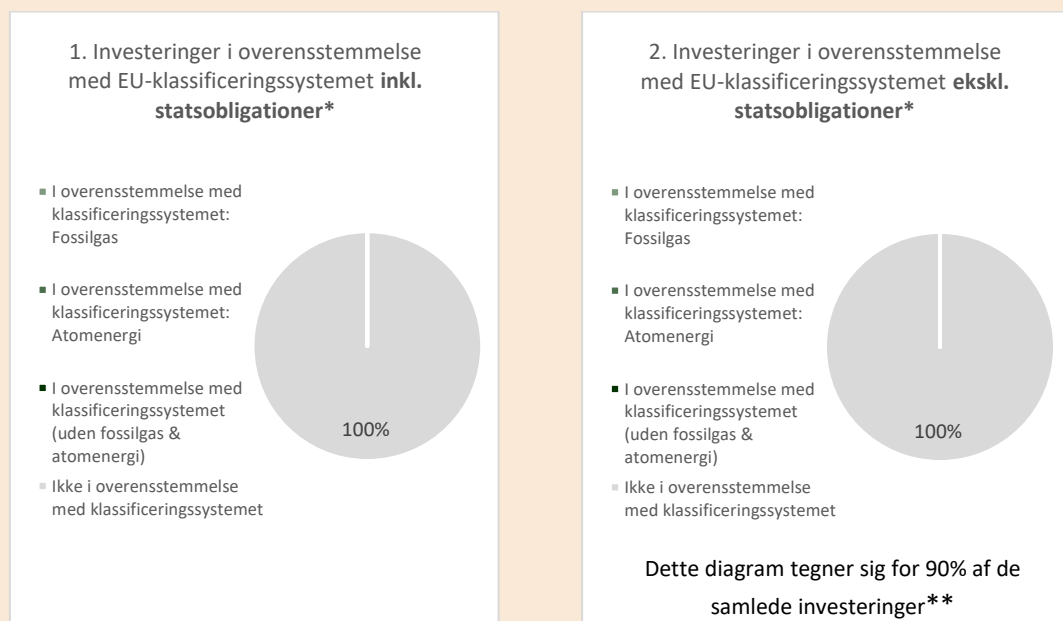 1. Investeringer i overensstemmelse
med EU-klassificeringssystemet inkl.
statsobligationer*
I overensstemmelse med
klassificeringssystemet:
Fossilgas
I overensstemmelse med
klassificeringssystemet:
Atomenergi
I overensstemmelse med
klassificeringssystemet
(uden fossilgas &
atomenergi)
Ikke i overensstemmelse
med klassificeringssystemet
100%
2. Investeringer i overensstemmelse
med EU-klassificeringssystemet ekskl.
statsobligationer*
I overensstemmelse med
klassificeringssystemet:
Fossilgas
I overensstemmelse med
klassificeringssystemet:
Atomenergi
I overensstemmelse med
klassificeringssystemet
(uden fossilgas &
atomenergi)
Ikke i overensstemmelse
med klassificeringssystemet
100%
Dette diagram tegner sig for 90% af de
samlede investeringer**